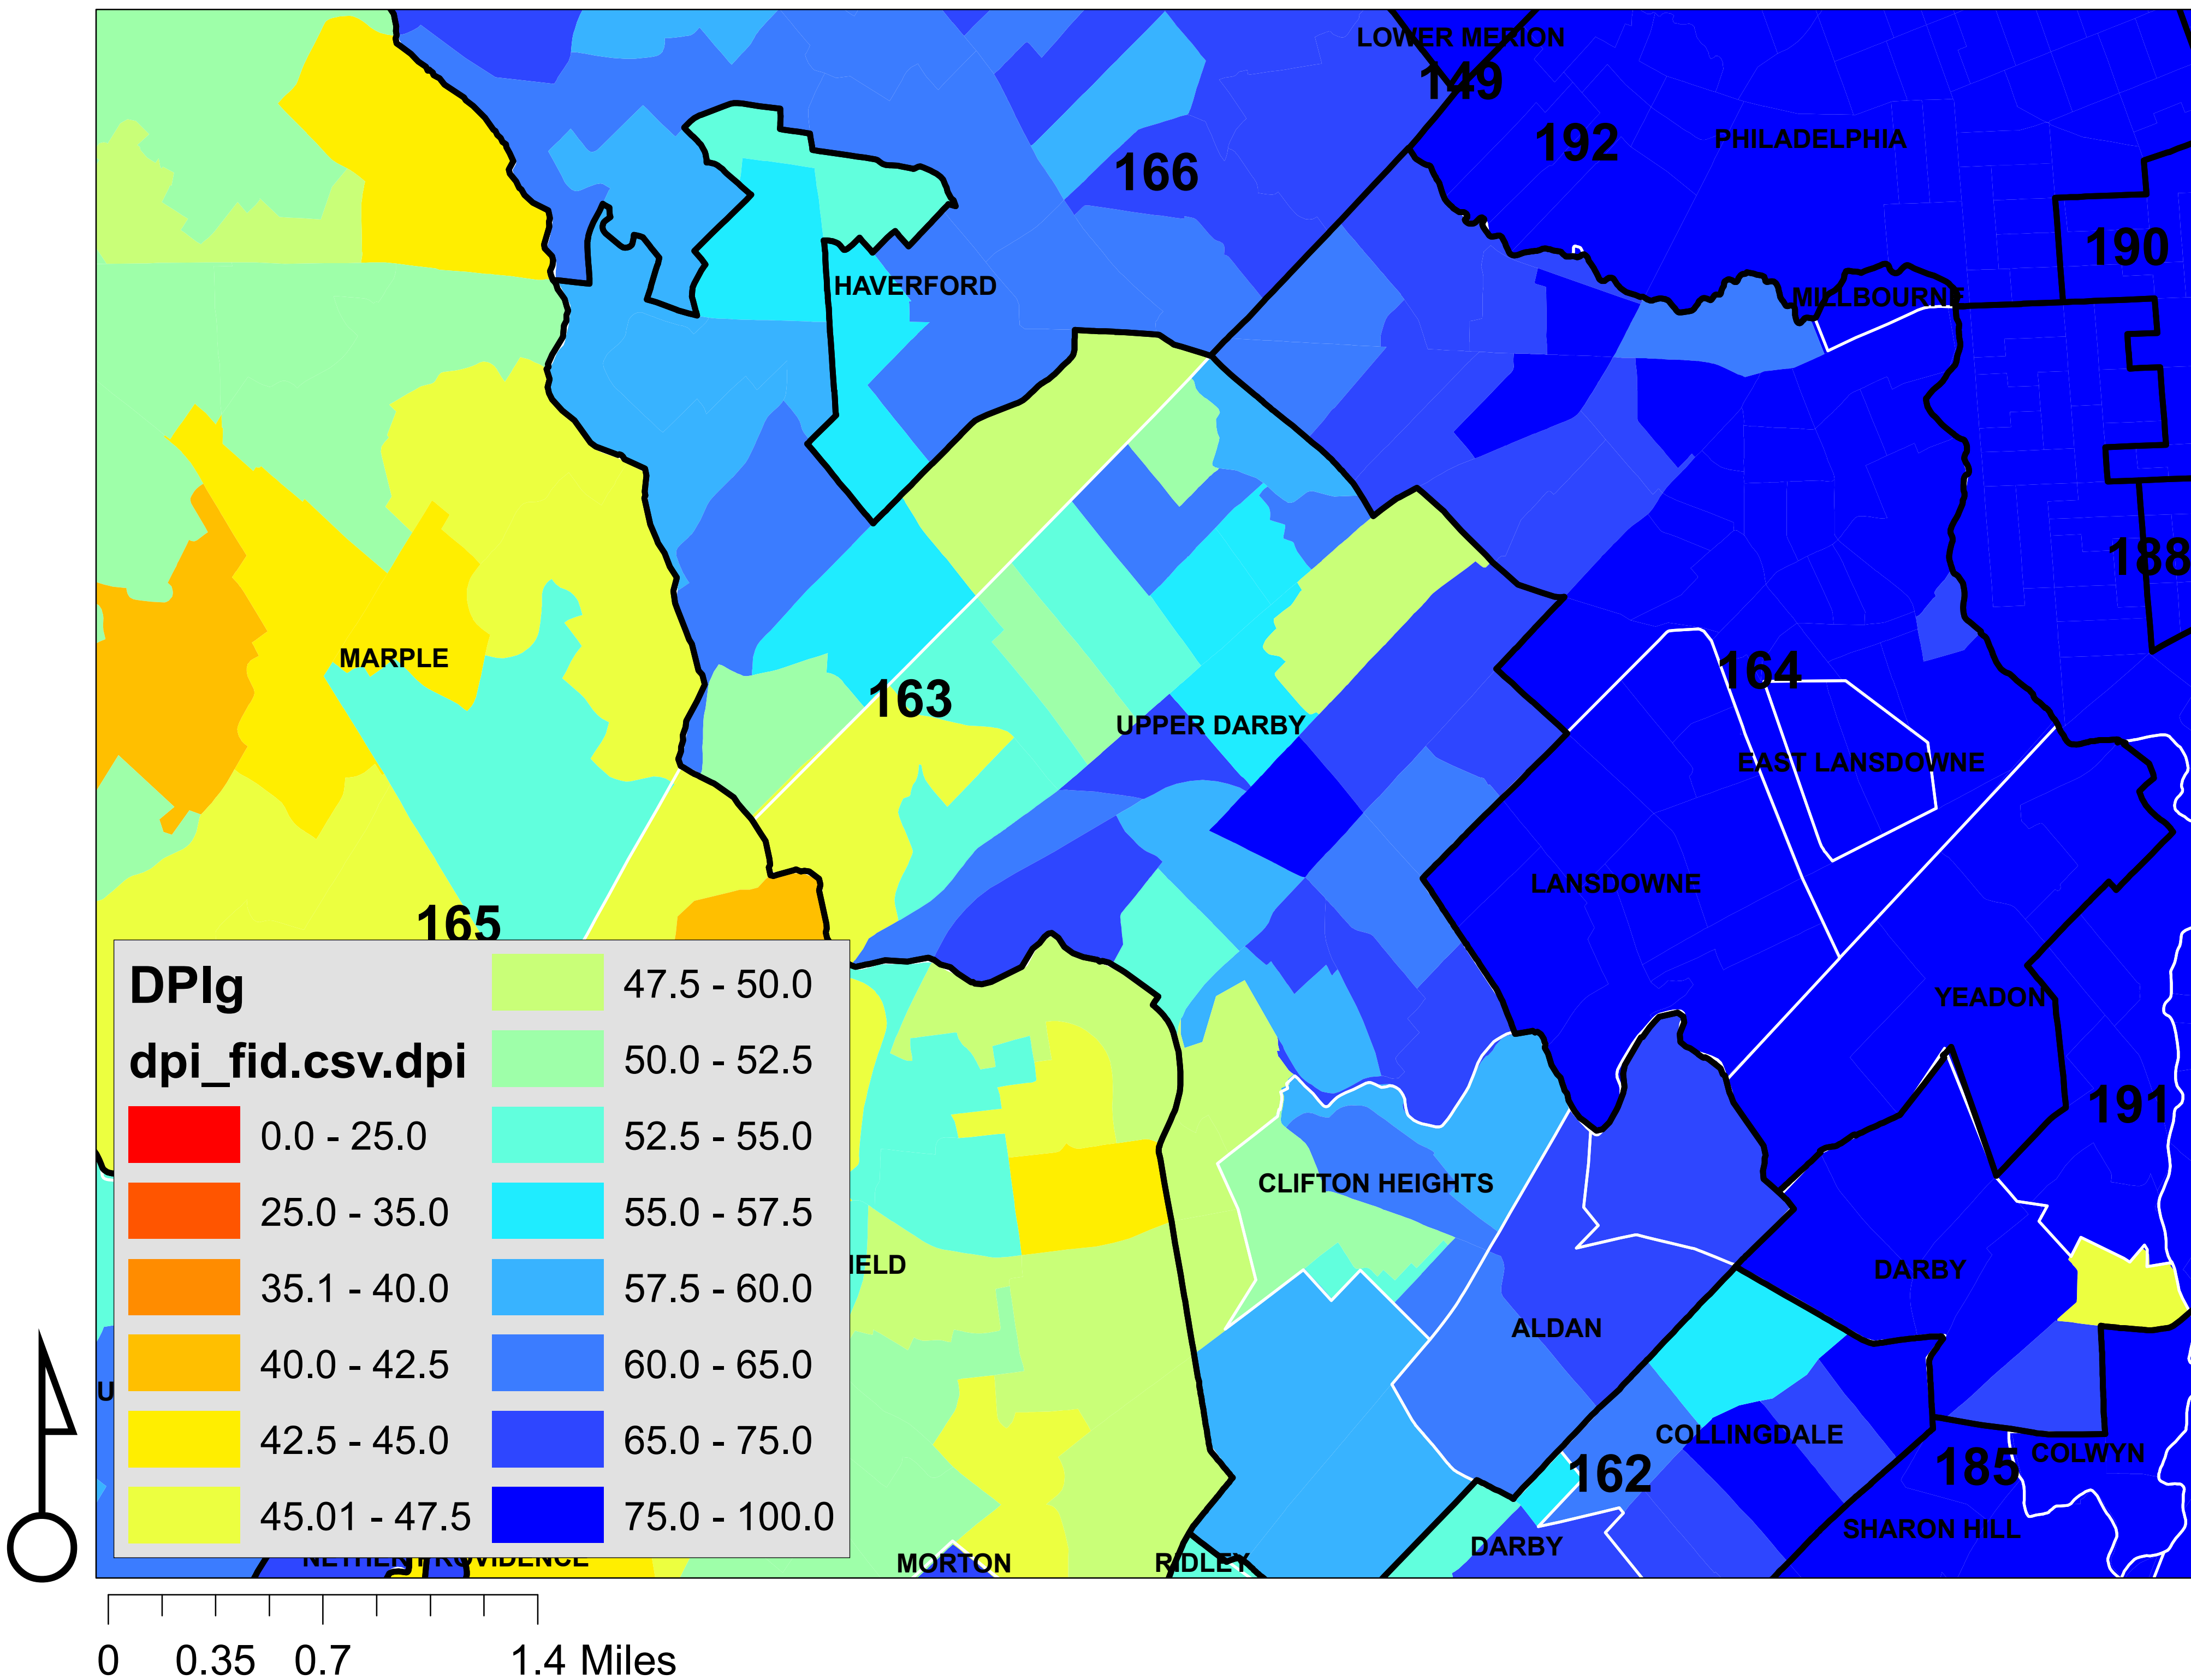 LOWER MERION
149
192
PHILADELPHIA
166
190
HAVERFORD
MILLBOURNE
188
MARPLE
164
163
UPPER DARBY
EAST LANSDOWNE
LANSDOWNE
165
YEADON
191
CLIFTON HEIGHTS
IELD
DARBY
ALDAN
U
COLLINGDALE
162
185
COLWYN
SHARON HILL
DARBY
MORTON
RIDLEY
NETHER PROVIDENCE
DPIg
dpi_fid.csv.dpi
0.0 - 25.0
25.0 - 35.0
35.1 - 40.0
40.0 - 42.5
42.5 - 45.0
45.01 - 47.5
47.5 - 50.0
50.0 - 52.5
52.5 - 55.0
55.0 - 57.5
57.5 - 60.0
60.0 - 65.0
65.0 - 75.0
75.0 - 100.0
0 0.35 0.7 1.4 Miles